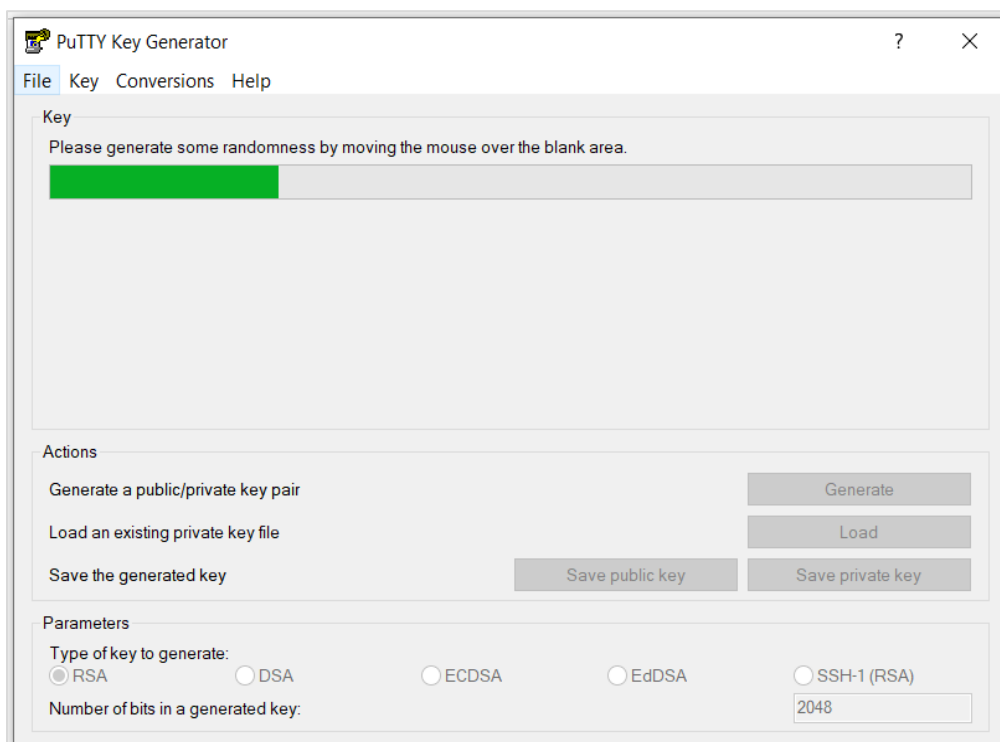 PuTTY Key Generator ?
File Key Conversions Help
Key
Please generate some randomness by moving the mouse over the blank area.
Actions
Generate a public/private key pair Generate
Load an existing private key file Load
Save the generated key Save public key Save private key
Parameters
Type of key to generate:
RSA DSA ECDSA EdDSA SSH-1 (RSA)
Number of bits in a generated key: 2048